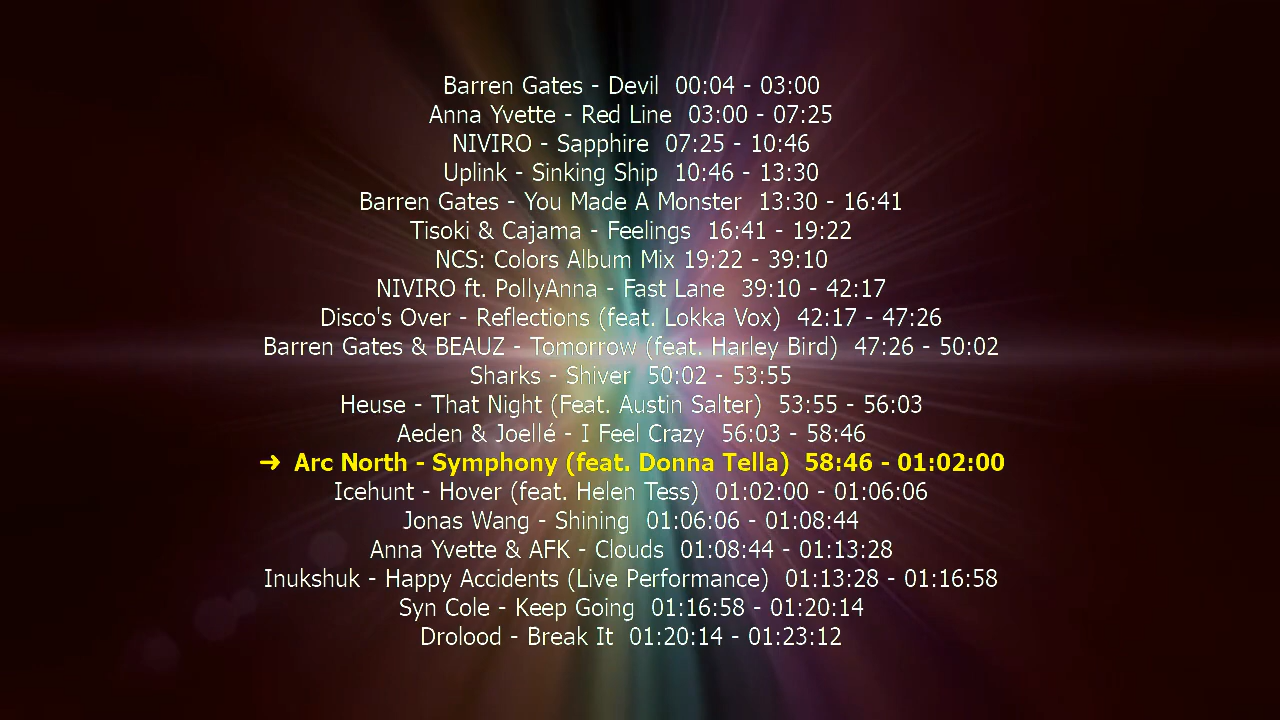 Barren Gates - Devil  00:04 - 03:00
Anna Yvette - Red Line  03:00 - 07:25
NIVIRO - Sapphire  07:25 - 10:46
Uplink - Sinking Ship  10:46 - 13:30
Barren Gates - You Made A Monster  13:30 - 16:41
Tisoki & Cajama - Feelings  16:41 - 19:22
NCS: Colors Album Mix 19:22 - 39:10
NIVIRO ft. PollyAnna - Fast Lane  39:10 - 42:17
Disco's Over - Reflections (feat. Lokka Vox)  42:17 - 47:26
Barren Gates & BEAUZ - Tomorrow (feat. Harley Bird)  47:26 - 50:02
Sharks - Shiver  50:02 - 53:55
Heuse - That Night (Feat. Austin Salter)  53:55 - 56:03
Aeden & Joellé - I Feel Crazy  56:03 - 58:46
➜ Arc North - Symphony (feat. Donna Tella)  58:46 - 01:02:00
Icehunt - Hover (feat. Helen Tess)  01:02:00 - 01:06:06
Jonas Wang - Shining  01:06:06 - 01:08:44
Anna Yvette & AFK - Clouds  01:08:44 - 01:13:28
Inukshuk - Happy Accidents (Live Performance)  01:13:28 - 01:16:58
Syn Cole - Keep Going  01:16:58 - 01:20:14
Drolood - Break It  01:20:14 - 01:23:12